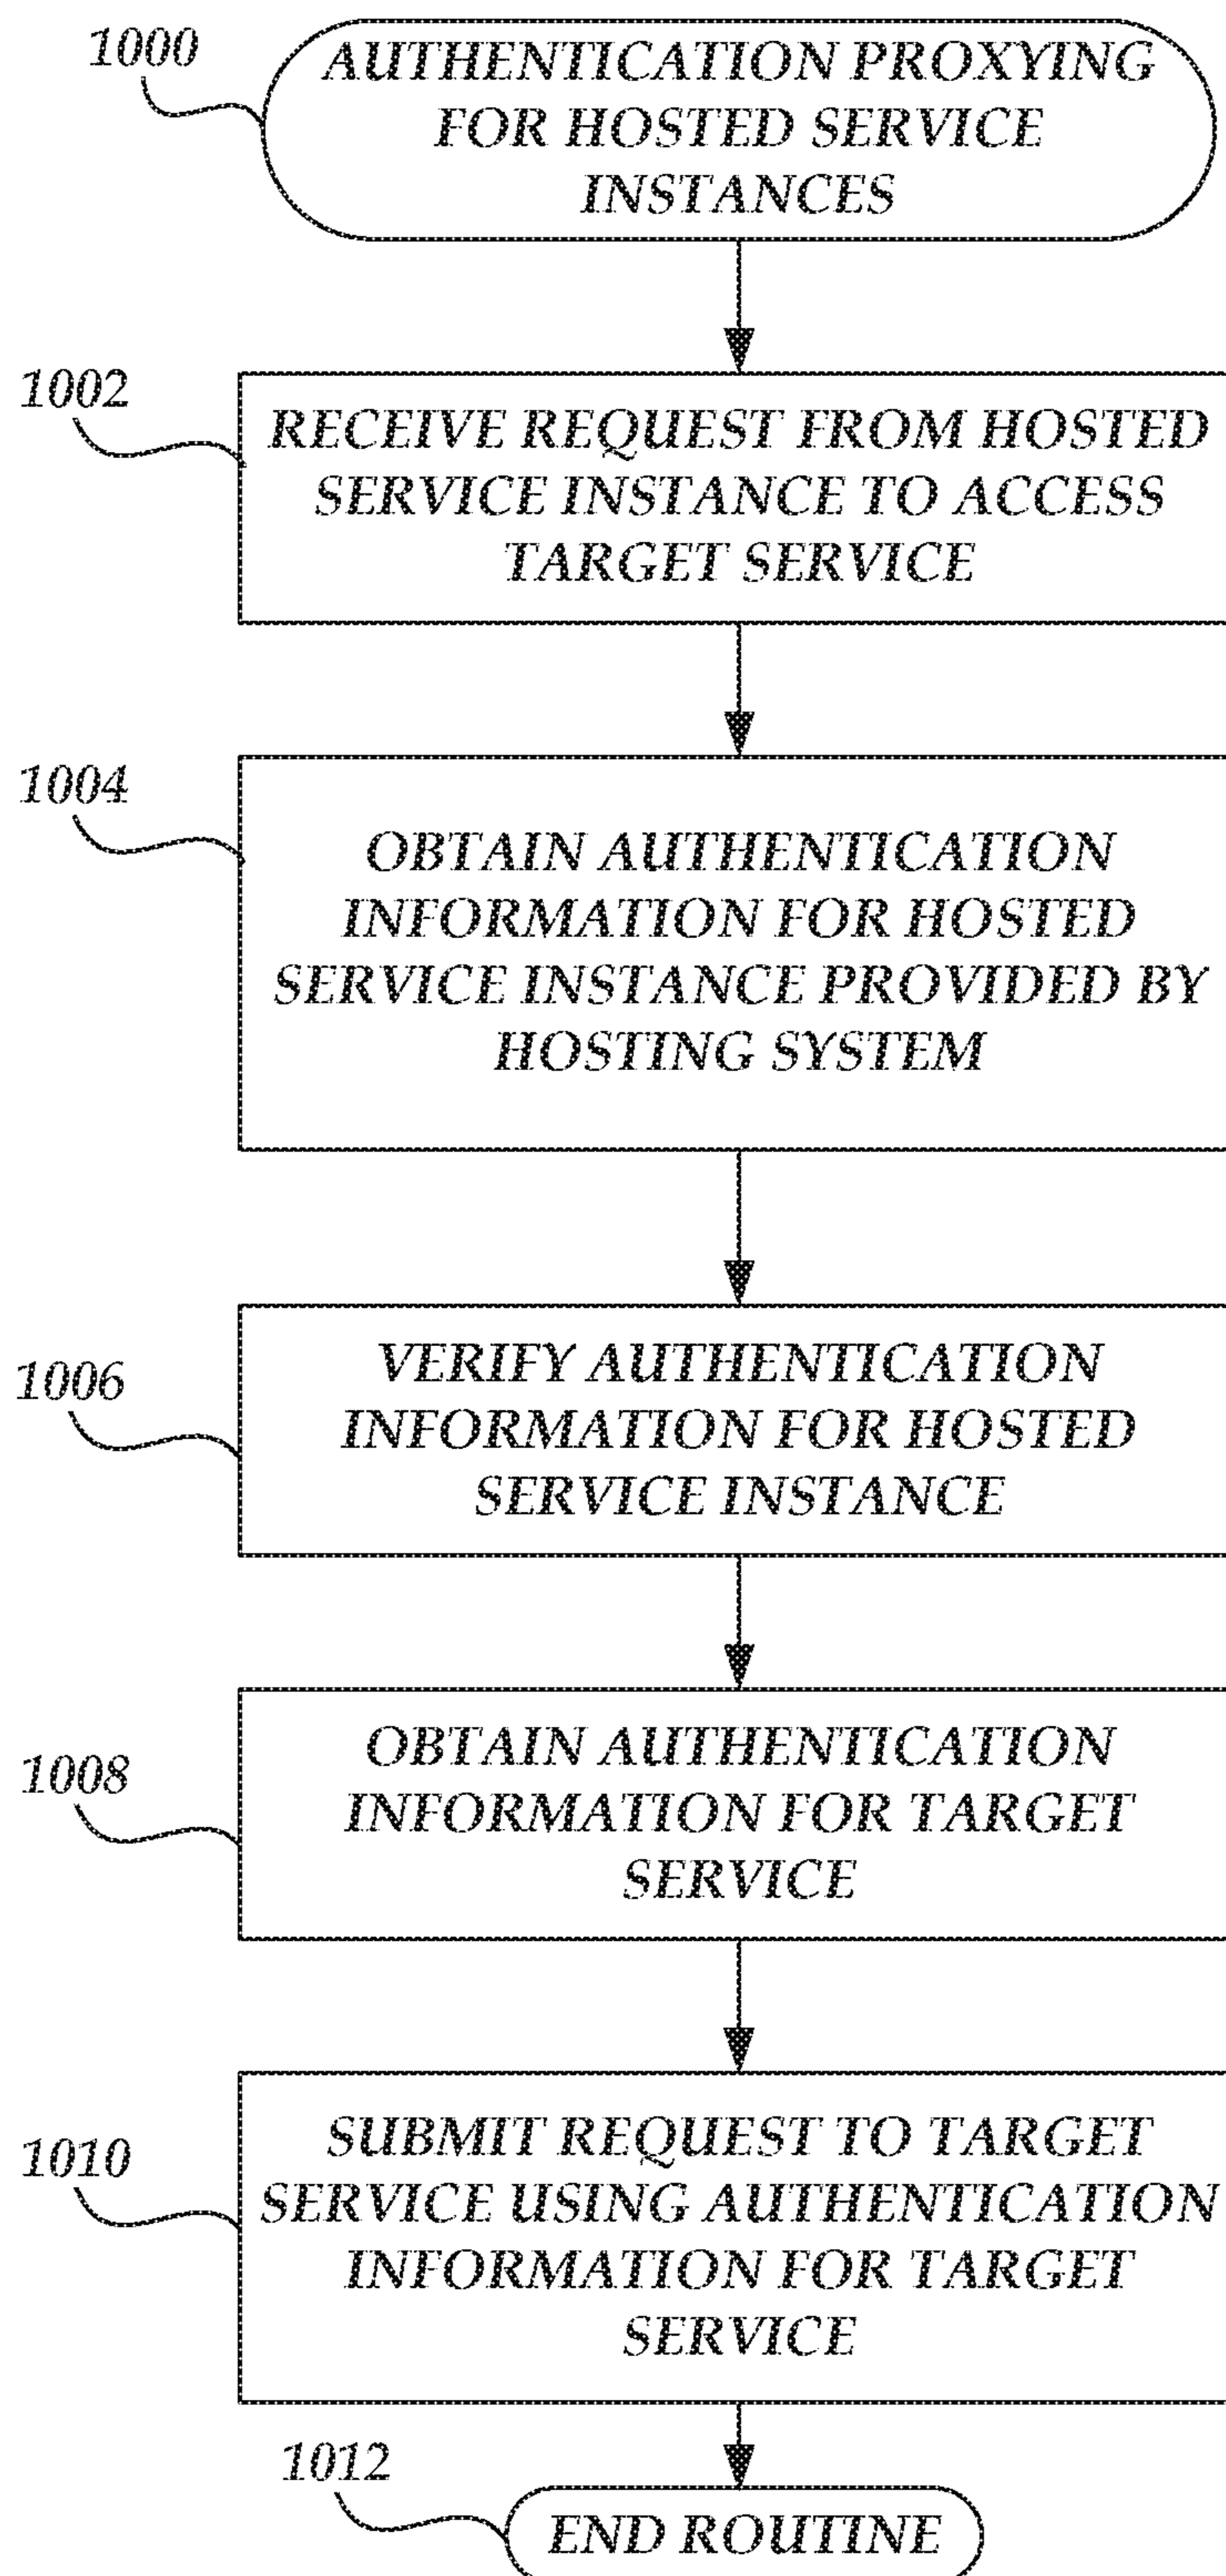 1000
AUTHENTICATION PROXYING
FOR HOSTED SERVICE
INSTANCES
1002
RECEIVE REQUEST FROM HOSTED
SERVICE INSTANCE TO ACCESS
TARGET SERVICE
1004
OBTAIN AUTHENTICATION
INFORMATION FOR HOSTED
SERVICE INSTANCE PROVIDED BY
HOSTING SYSTEM
1006
VERIFY AUTHENTICATION
INFORMATION FOR HOSTED
SERVICE INSTANCE
1008
OBTAIN AUTHENTICATION
INFORMATION FOR TARGET
SERVICE
1010
SUBMIT REQUEST TO TARGET
SERVICE USING AUTHENTICATION
INFORMATION FOR TARGET
SERVICE
1012
END ROUTINE